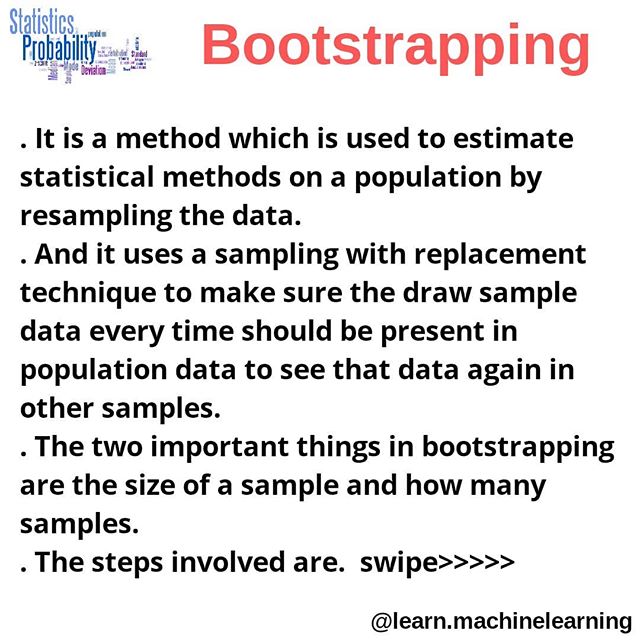 Statistics
Probability
Bootstrapping
Mode
Deviation
Standard
. It is a method which is used to estimate
statistical methods on a population by
resampling the data.
. And it uses a sampling with replacement
technique to make sure the draw sample
data every time should be present in
population data to see that data again in
other samples.
. The two important things in bootstrapping
are the size of a sample and how many
samples.
. The steps involved are.  swipe>>>>>
@learn.machinelearning